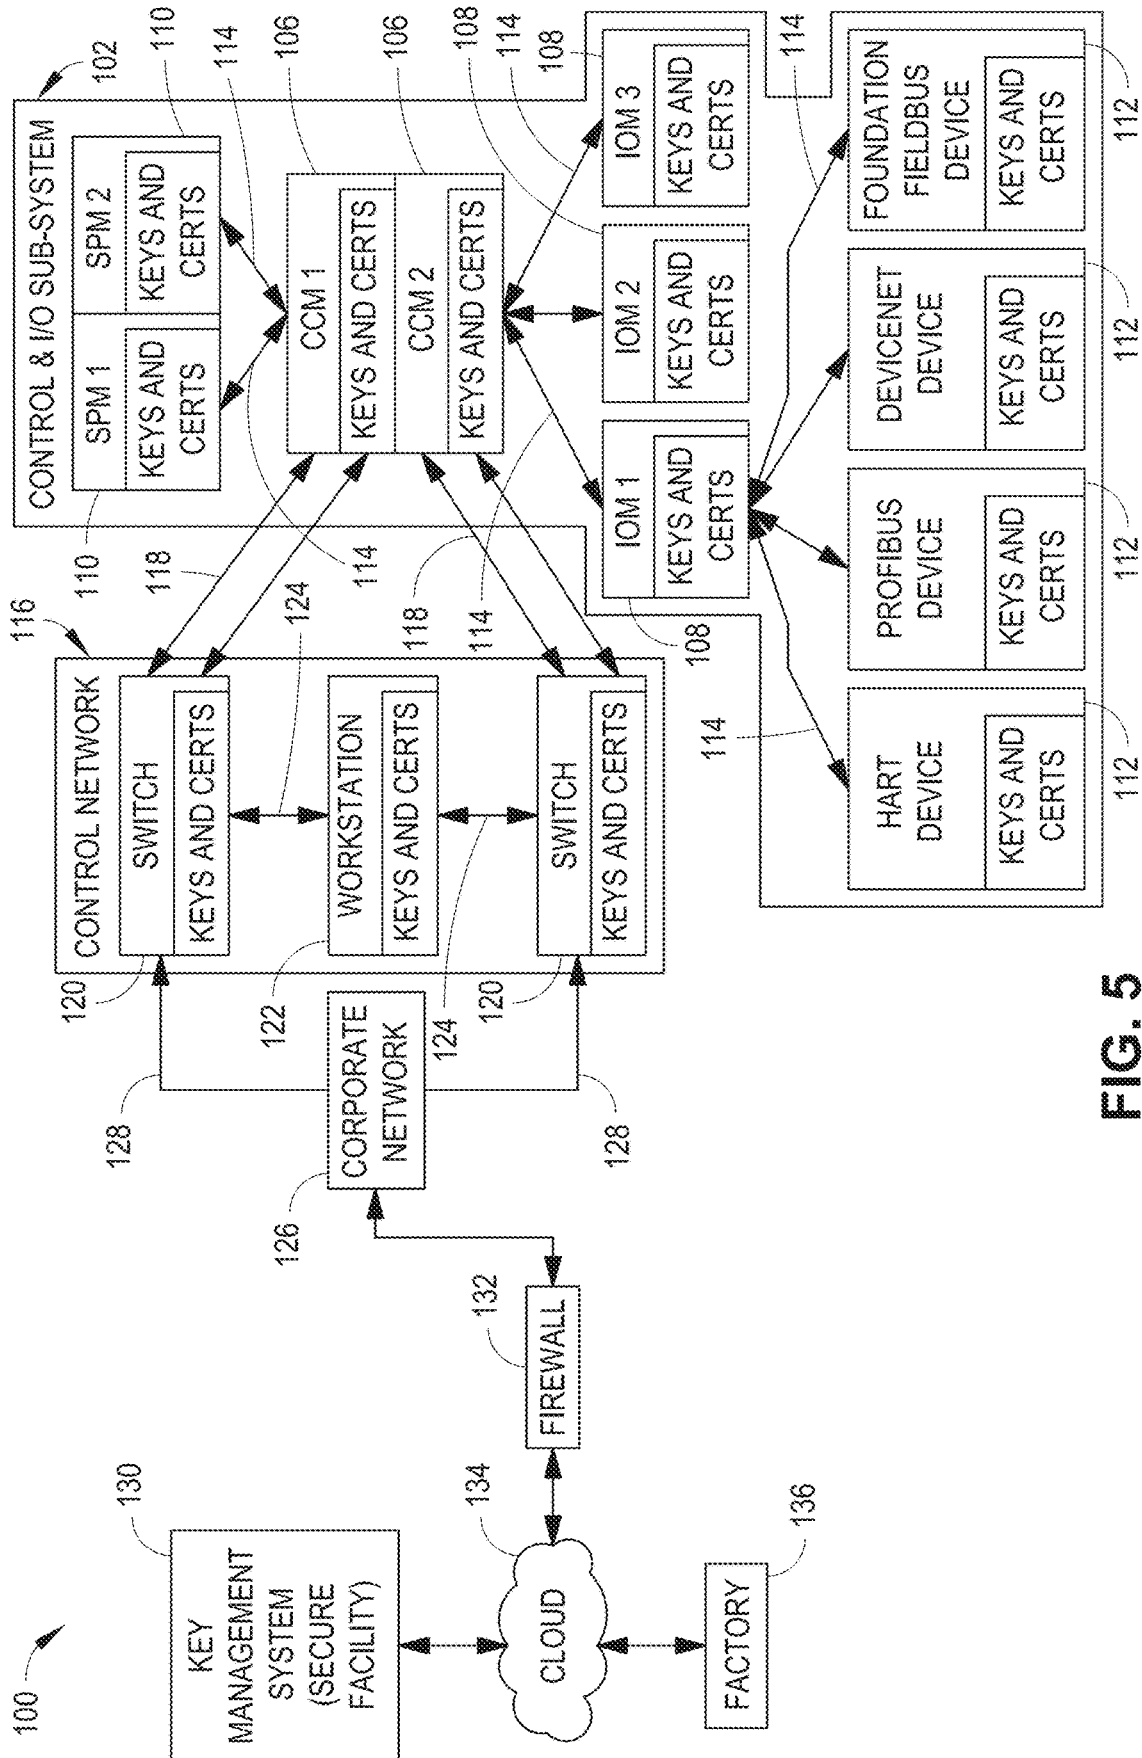 100
KEY
MANAGEMENT
SYSTEM
(SECURE
FACILITY)
130
CLOUD
134
FACTORY
136
FIREWALL
132
CORPORATE
NETWORK
126
128
128
116
CONTROL NETWORK
SWITCH
KEYS AND CERTS
120
124
WORKSTATION
KEYS AND CERTS
122
124
SWITCH
KEYS AND CERTS
120
118
118
CONTROL & I/O SUB-SYSTEM
102
SPM 1
KEYS AND
CERTS
110
SPM 2
KEYS AND
CERTS
110
114
114
CCM 1
KEYS AND CERTS
106
CCM 2
KEYS AND CERTS
106
114
114
IOM 1
KEYS AND
CERTS
108
IOM 2
KEYS AND
CERTS
108
IOM 3
KEYS AND
CERTS
108
114
114
HART
DEVICE
KEYS AND
CERTS
112
PROFIBUS
DEVICE
KEYS AND
CERTS
112
DEVICENET
DEVICE
KEYS AND
CERTS
112
FOUNDATION
FIELDBUS
DEVICE
KEYS AND
CERTS
112
FIG. 5